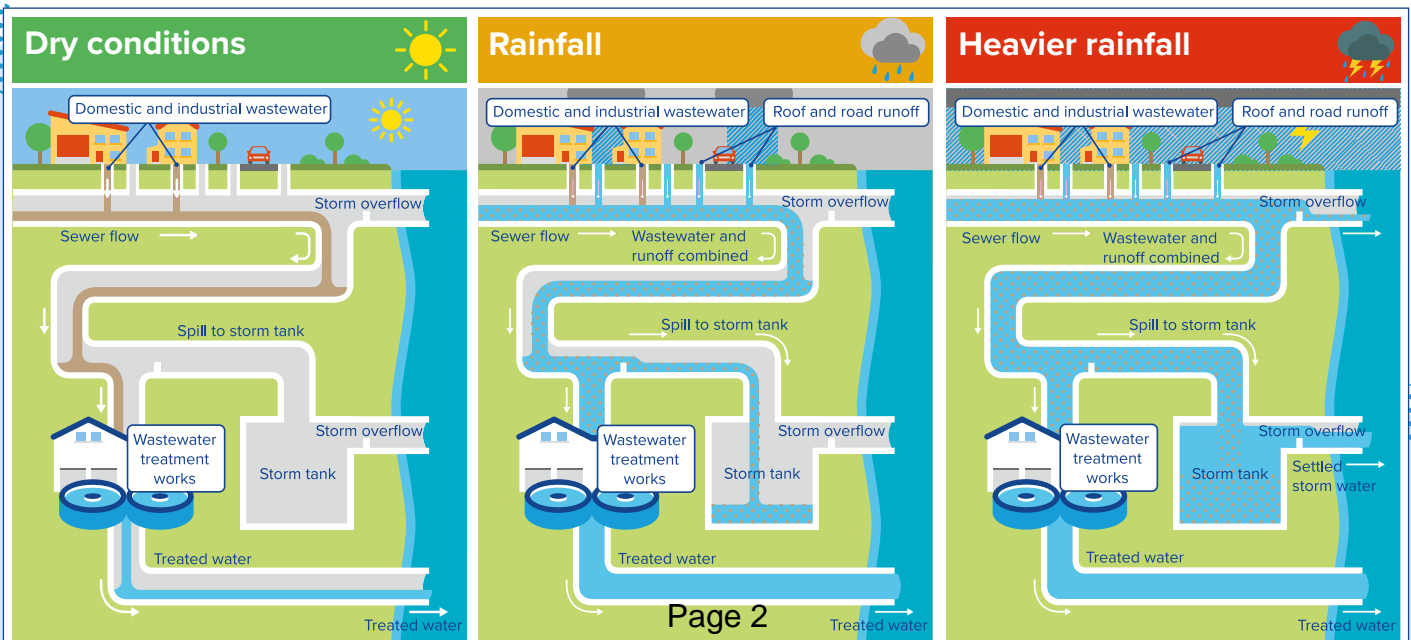 Dry conditions
Domestic and industrial wastewater
Storm overflow
Sewer flow
Spill to storm tank
Storm overflow
Wastewater
treatment
works
Storm tank
Treated water
Treated water
Rainfall
Domestic and industrial wastewater
Roof and road runoff
Storm overflow
Sewer flow
Wastewater and
runoff combined
Spill to storm tank
Storm overflow
Wastewater
treatment
works
Storm tank
Treated water
Treated water
Heavier rainfall
Domestic and industrial wastewater
Roof and road runoff
Storm overflow
Sewer flow
Wastewater and
runoff combined
Spill to storm tank
Storm overflow
Wastewater
treatment
works
Storm tank
Settled
storm water
Treated water
Treated water
Page 2